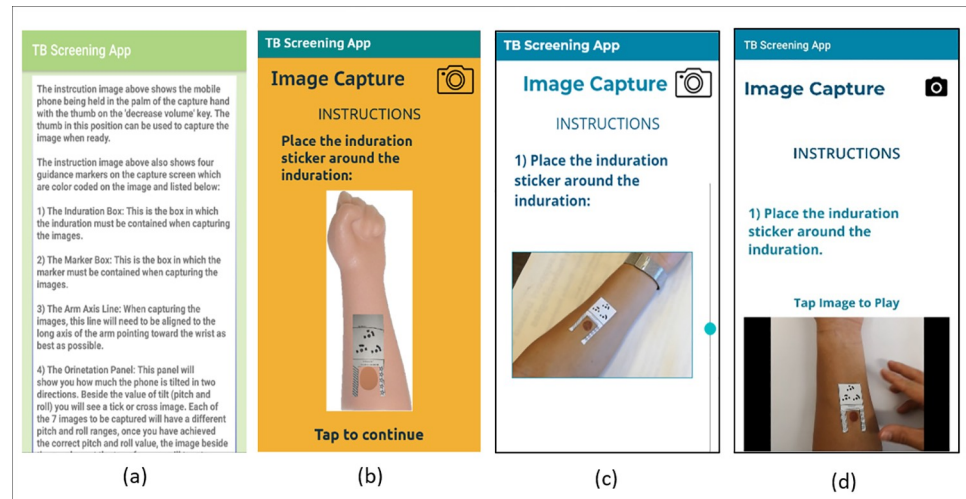 TB Screening App
The instrcution image above shows the mobile
phone being held in the palm of the capture hand
with the thumb on the 'decrease volume' key. The
thumb in this position can be used to capture the
image when ready.
The instruction image above also shows four
guidance markers on the capture screen which
are color coded on the image and listed below:
1) The Induration Box: This is the box in which
the induration must be contained when capturing
the images.
2) The Marker Box: This is the box in which the
marker must be contained when capturing the
images.
3) The Arm Axis Line: When capturing the
images, this line will need to be aligned to the
long axis of the arm pointing toward the wrist as
best as possible.
4) The Orinetation Panel: This panel will
show you how much the phone is tilted in two
directions. Beside the value of tilt (pitch and
roll) you will see a tick or cross image. Each of
the 7 images to be captured will have a different
pitch and roll ranges, once you have achieved
the correct pitch and roll value, the image beside
(a)
TB Screening App
Image Capture
INSTRUCTIONS
Place the induration
sticker around the
induration:
Tap to continue
(b)
TB Screening App
Image Capture
INSTRUCTIONS
1) Place the induration
sticker around the
induration:
(c)
TB Screening App
Image Capture
INSTRUCTIONS
1) Place the induration
sticker around the
induration.
Tap Image to Play
(d)